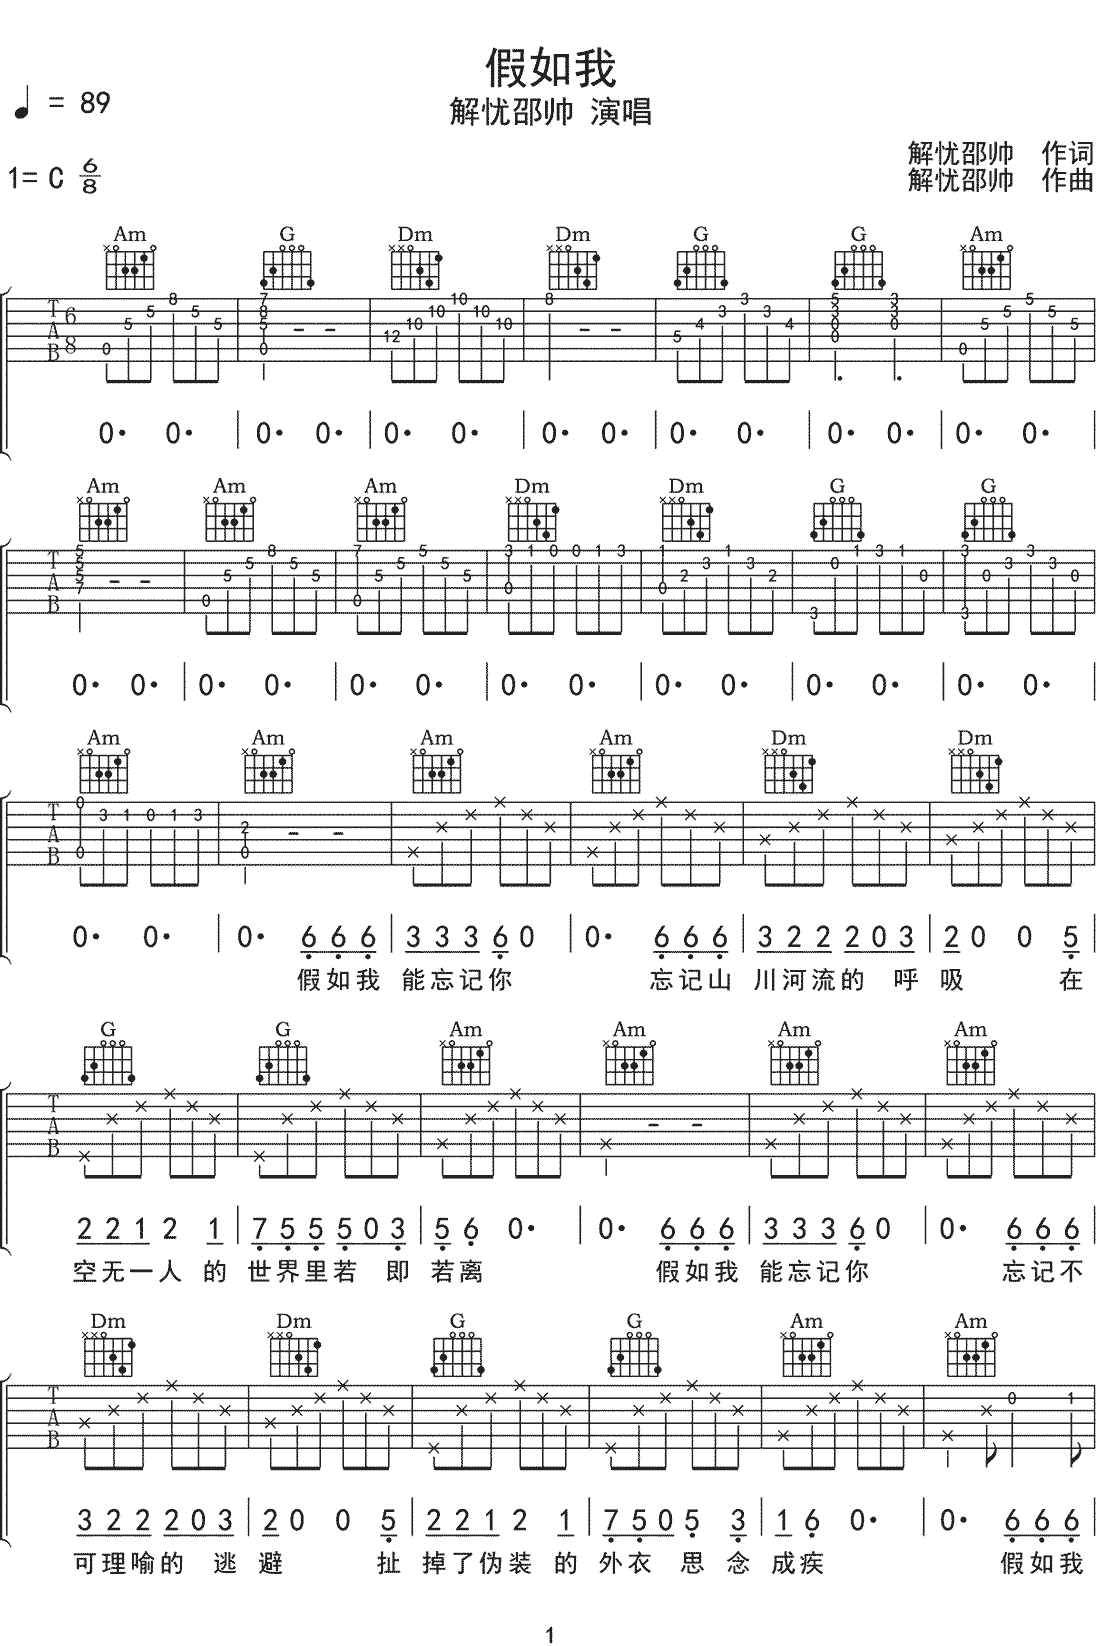 假如我
♩ = 89
解忧邵帅 演唱
解忧邵帅 作词
1= C 6/8
解忧邵帅 作曲
Am G Dm Dm G G Am
0· 0· 0· 0· 0· 0· 0· 0· 0· 0· 0· 0· 0· 0·
Am Am Am Dm Dm G G
0· 0· 0· 0· 0· 0· 0· 0· 0· 0· 0· 0· 0· 0·
Am Am Am Am Dm Dm
0· 0· 0· 6 6 6 3 3 3 6 0 0· 6 6 6 3 2 2 2 0 3 2 0 0 5
假如我 能忘记你 忘记山 川河流的 呼 吸 在
G G Am Am Am Am
2 2 1 2 1 7 5 5 5 0 3 5 6 0· 0· 6 6 6 3 3 3 6 0 0· 6 6 6
空无一人 的 世界里若 即 若离 假如我 能忘记你 忘记不
Dm Dm G G Am Am
3 2 2 2 0 3 2 0 0 5 2 2 1 2 1 7 5 0 5 3 1 6 0· 0· 6 6 6
可理喻的 逃 避 扯 掉了伪装 的 外衣 思 念 成疾 假如我
1